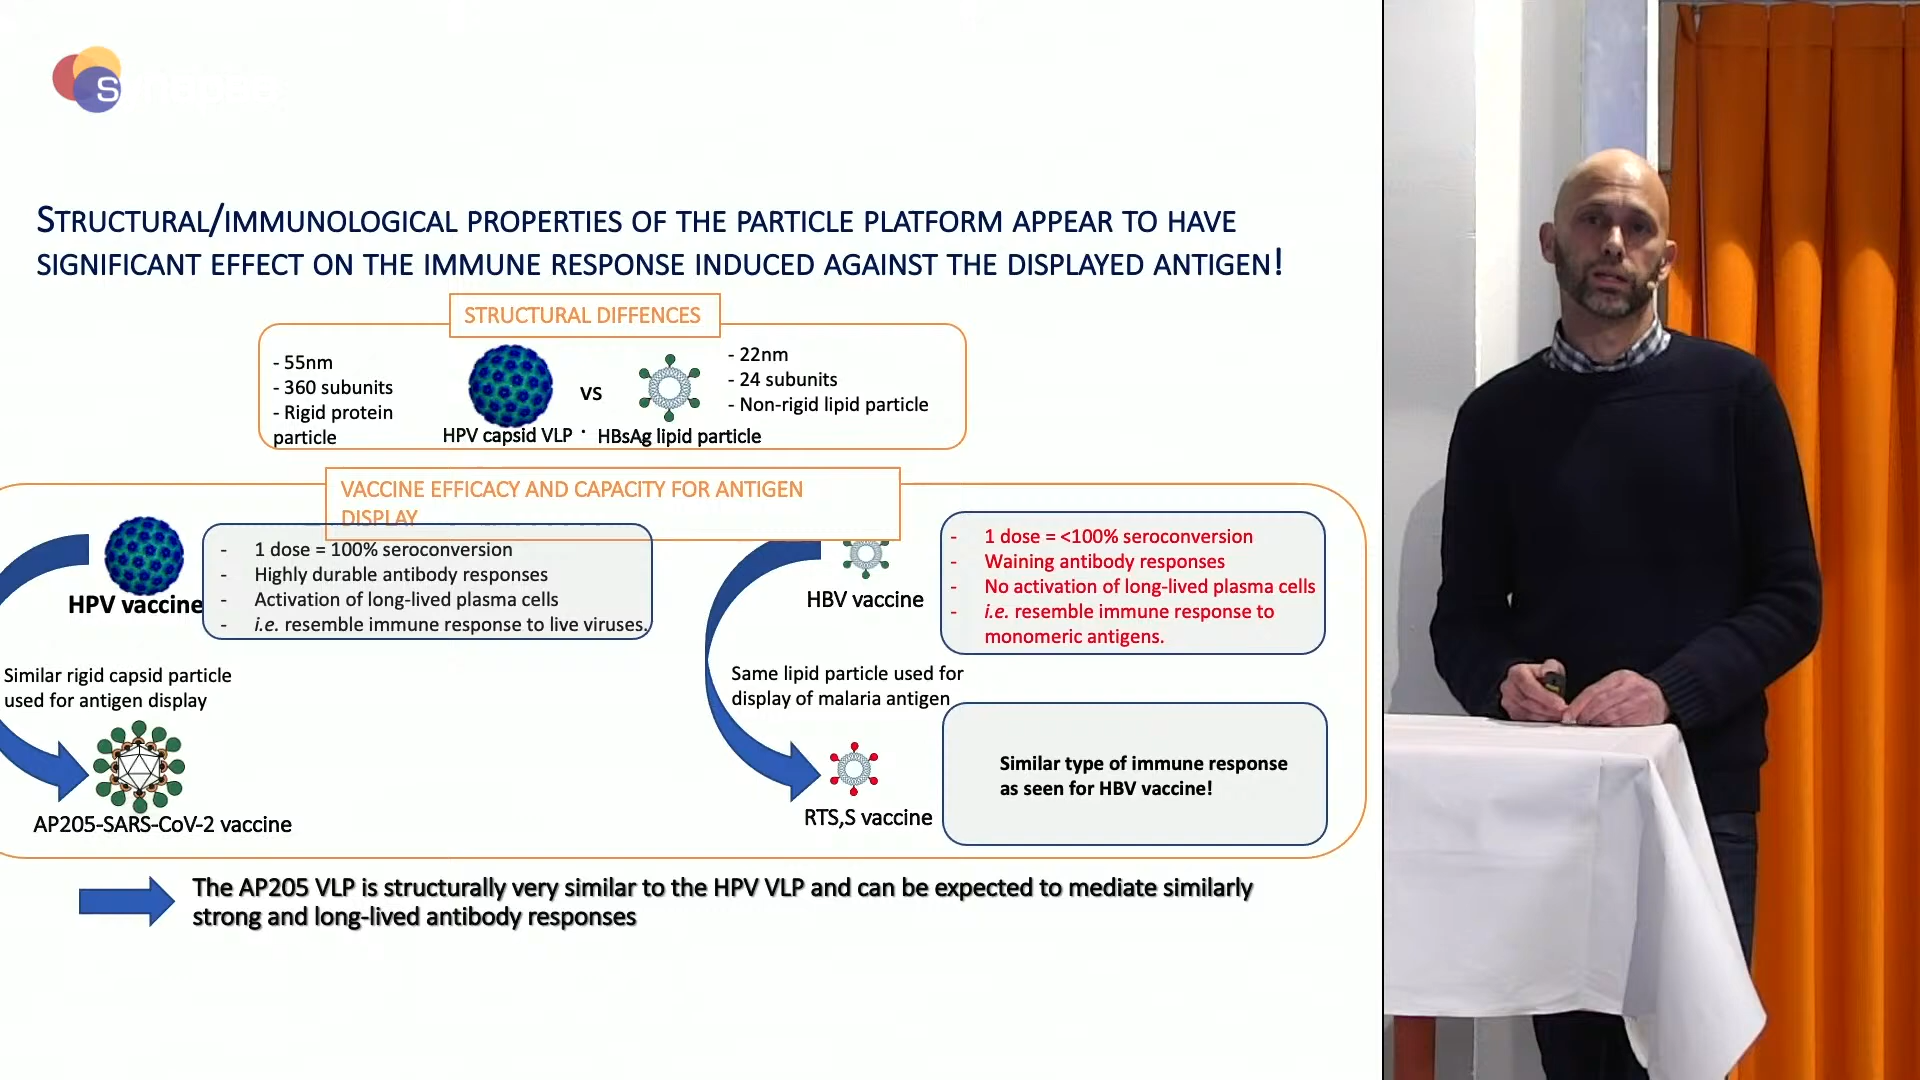 S
STRUCTURAL/IMMUNOLOGICAL PROPERTIES OF THE PARTICLE PLATFORM APPEAR TO HAVE
SIGNIFICANT EFFECT ON THE IMMUNE RESPONSE INDUCED AGAINST THE DISPLAYED ANTIGEN!
STRUCTURAL DIFFENCES
- 55nm
- 360 subunits
- Rigid protein
particle
HPV capsid VLP
vs
HBsAg lipid particle
- 22nm
- 24 subunits
- Non-rigid lipid particle
VACCINE EFFICACY AND CAPACITY FOR ANTIGEN
DISPLAY
HPV vaccine
- 1 dose = 100% seroconversion
- Highly durable antibody responses
- Activation of long-lived plasma cells
- i.e. resemble immune response to live viruses.
Similar rigid capsid particle
used for antigen display
AP205-SARS-CoV-2 vaccine
HBV vaccine
- 1 dose = <100% seroconversion
- Waining antibody responses
- No activation of long-lived plasma cells
- i.e. resemble immune response to
monomeric antigens.
Same lipid particle used for
display of malaria antigen
RTS,S vaccine
Similar type of immune response
as seen for HBV vaccine!
The AP205 VLP is structurally very similar to the HPV VLP and can be expected to mediate similarly
strong and long-lived antibody responses